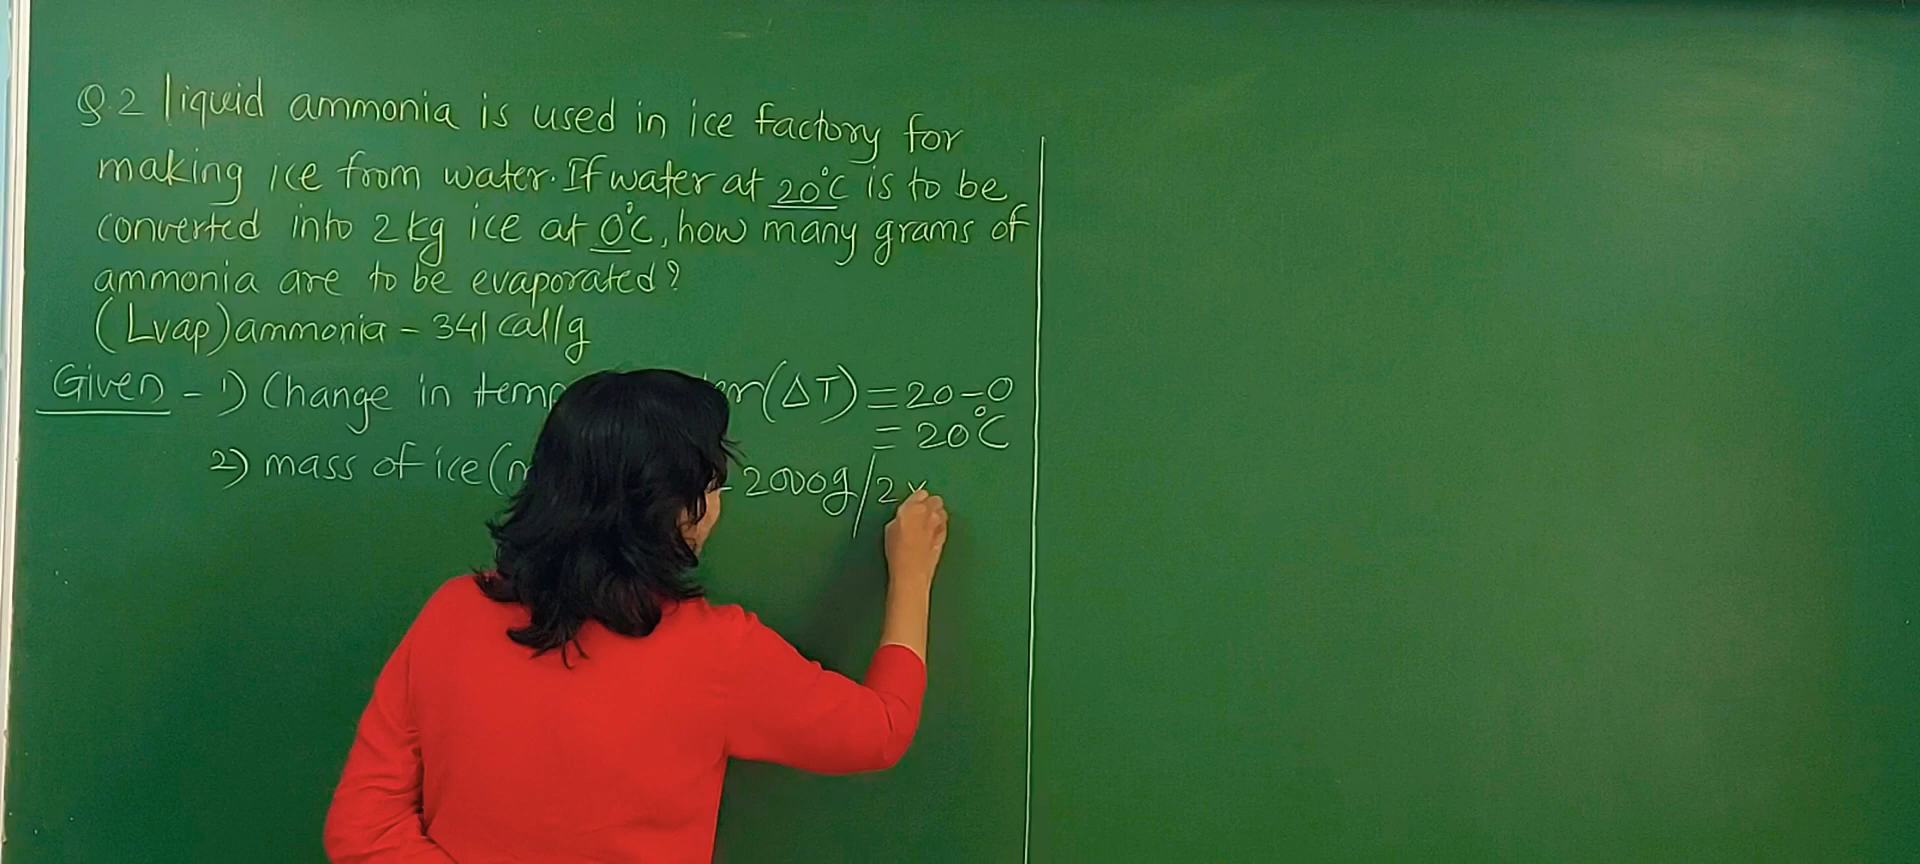 Q.2 liquid ammonia is used in ice factory for
making ice from water. If water at 20°C is to be
converted into 2 kg ice at 0°C, how many grams of
ammonia are to be evaporated?
(Lvap)ammonia - 341 cal/g
Given - 1) Change in temp (ΔT) = 20-0
= 20°C
2) mass of ice ( 2000g/2